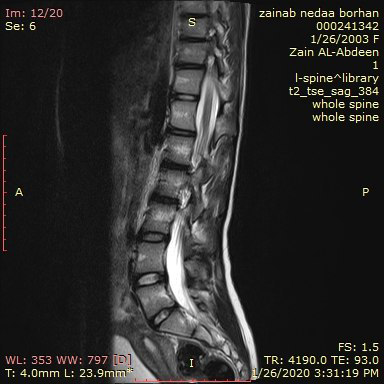 Im: 12/20
Se: 6
S
zainab nedaa borhan
000241342
1/26/2003 F
Zain AL-Abdeen
1
l-spine^library
t2_tse_sag_384
whole spine
whole spine
A
P
WL: 353 WW: 797 [D]
T: 4.0mm L: 23.9mm*
I
FS: 1.5
TR: 4190.0 TE: 93.0
1/26/2020 3:31:19 PM